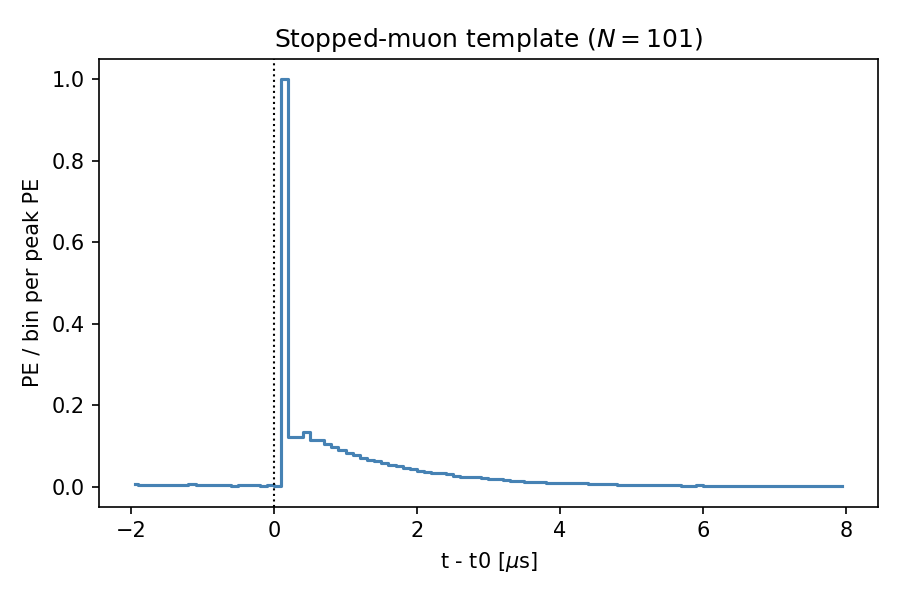 Stopped-muon template (N = 101)
PE / bin per peak PE
1.0
0.8
0.6
0.4
0.2
0.0
−2 0 2 4 6 8
t - t0 [μs]